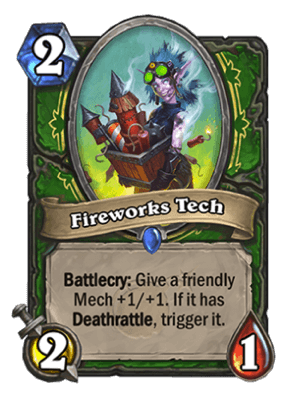 2
Fireworks Tech
Battlecry: Give a friendly
Mech +1/+1. If it has
Deathrattle, trigger it.
2 1